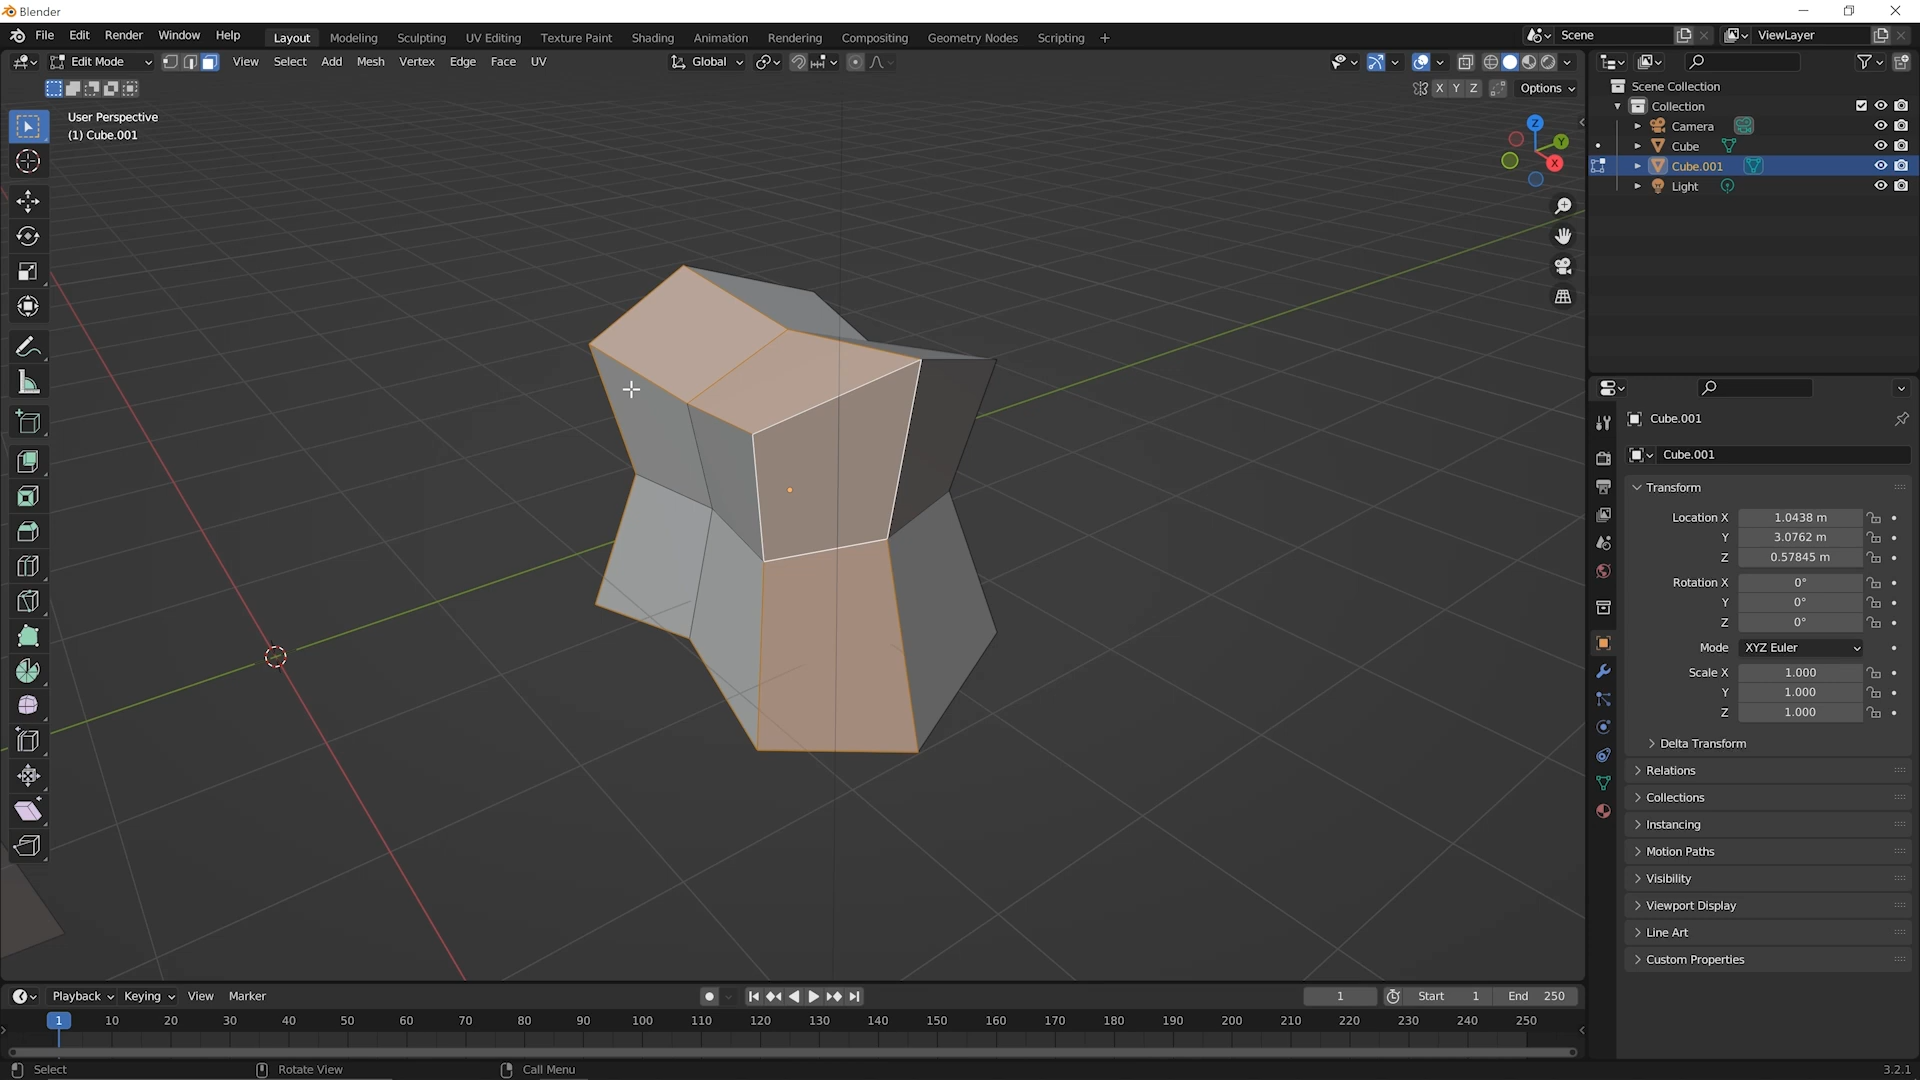 Blender
File Edit Render Window Help Layout Modeling Sculpting UV Editing Texture Paint Shading Animation Rendering Compositing Geometry Nodes Scripting + Scene ViewLayer
Edit Mode View Select Add Mesh Vertex Edge Face UV Global
X Y Z Options
User Perspective
(1) Cube.001
Z
Y
X
Scene Collection
Collection
Camera
Cube
Cube.001
Light
Cube.001
Cube.001
Transform
Location X 1.0438 m
Y 3.0762 m
Z 0.57845 m
Rotation X 0°
Y 0°
Z 0°
Mode XYZ Euler
Scale X 1.000
Y 1.000
Z 1.000
Delta Transform
Relations
Collections
Instancing
Motion Paths
Visibility
Viewport Display
Line Art
Custom Properties
Playback Keying View Marker 1 Start 1 End 250
1 10 20 30 40 50 60 70 80 90 100 110 120 130 140 150 160 170 180 190 200 210 220 230 240 250
Select Rotate View Call Menu 3.2.1